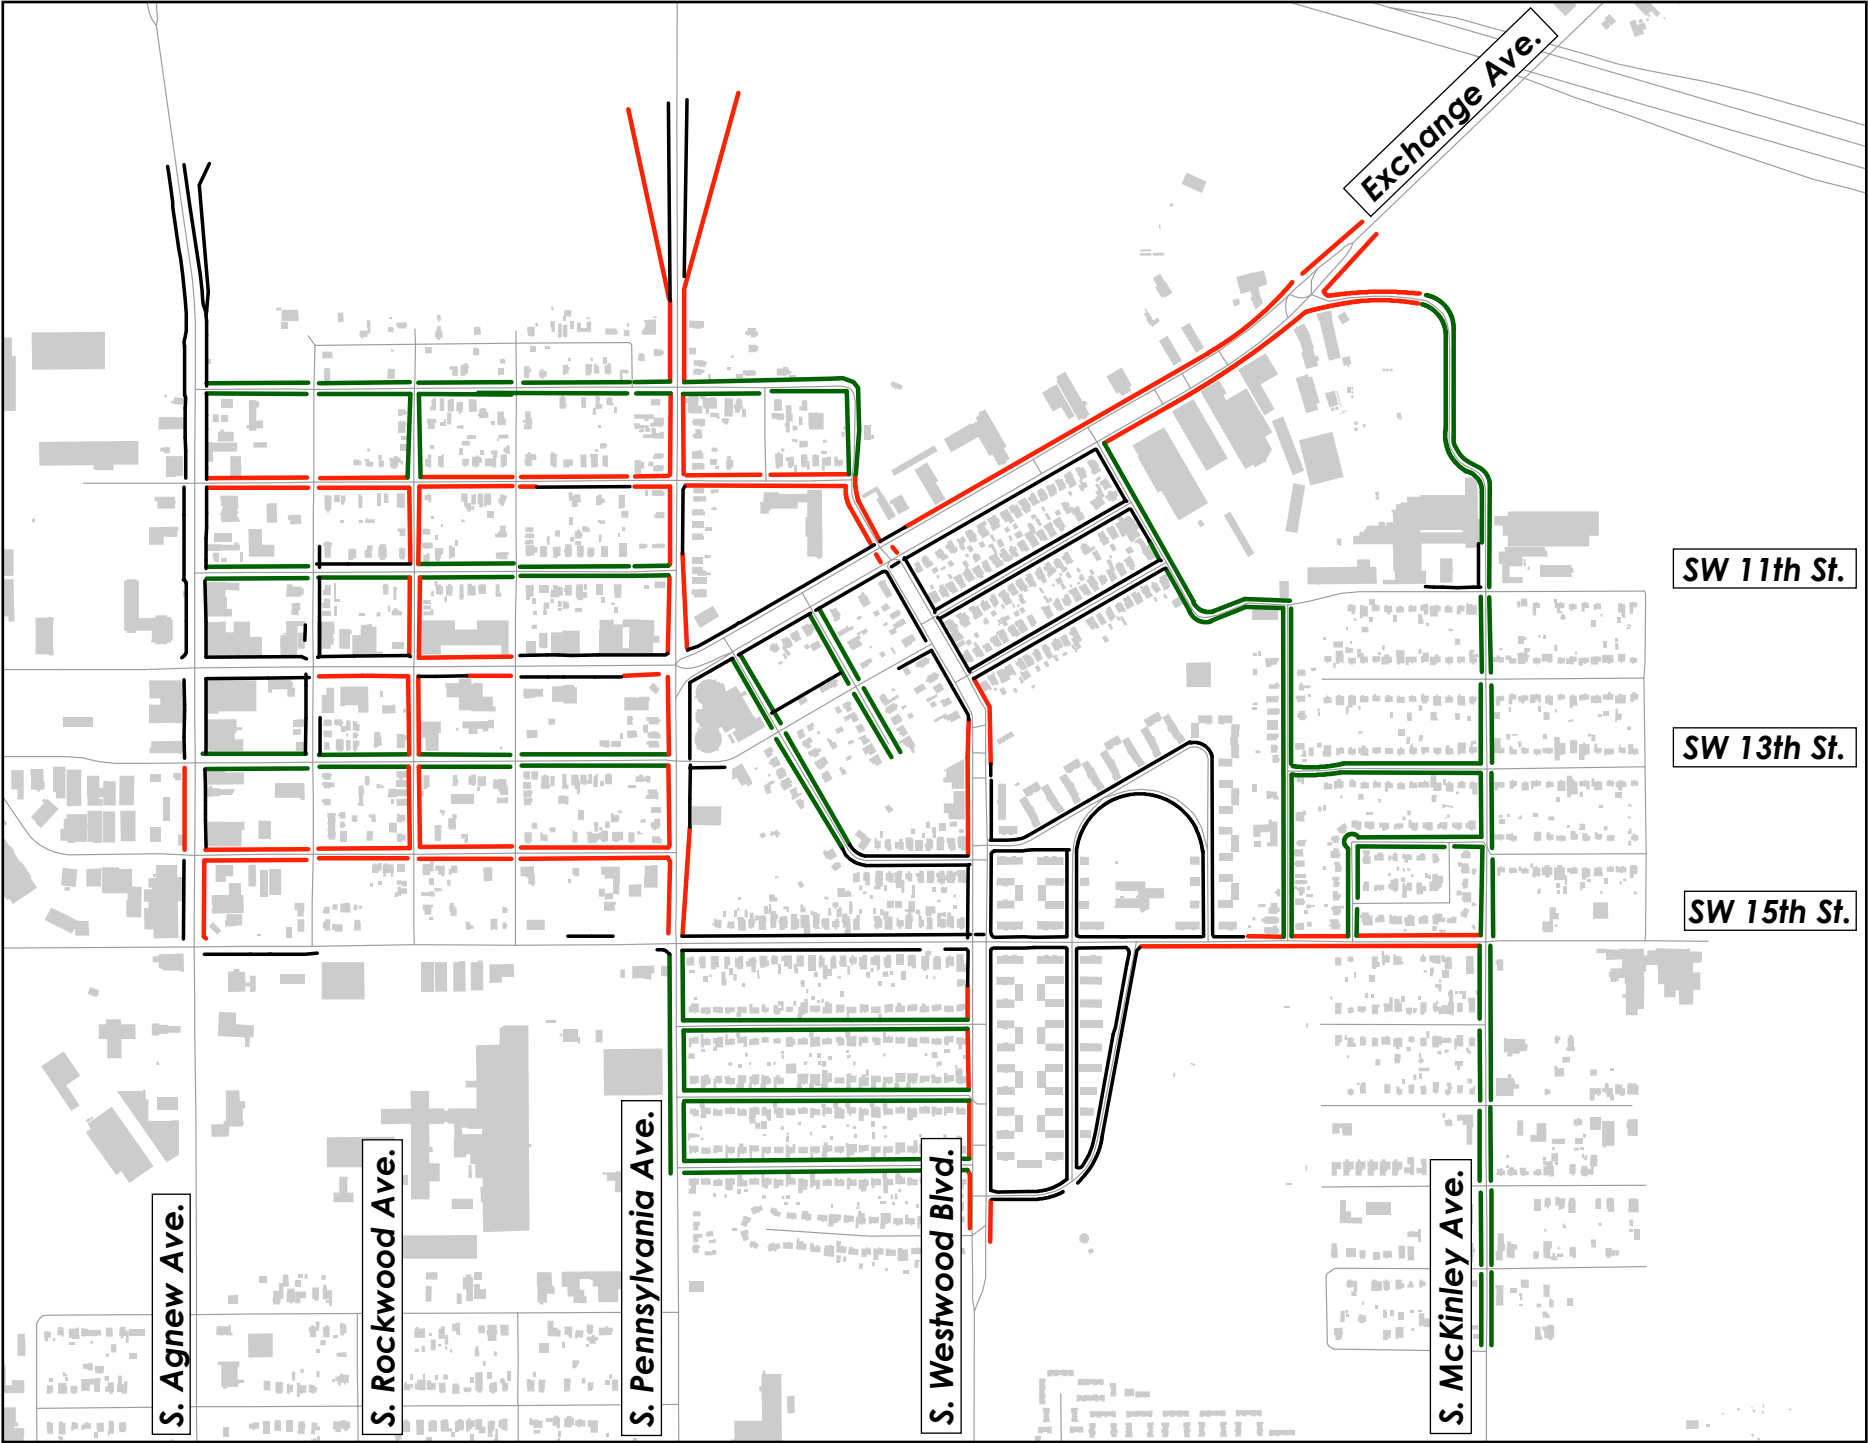 Exchange Ave.
SW 11th St.
SW 13th St.
SW 15th St.
S. Agnew Ave.
S. Rockwood Ave.
S. Pennsylvania Ave.
S. Westwood Blvd.
S. McKinley Ave.